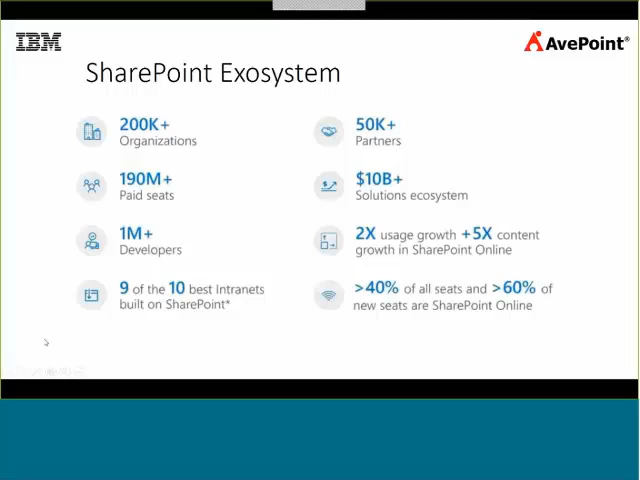 IBM
AvePoint®
SharePoint Exosystem
200K+
Organizations
50K+
Partners
190M+
Paid seats
$10B+
Solutions ecosystem
1M+
Developers
2X usage growth +5X content
growth in SharePoint Online
9 of the 10 best Intranets
built on SharePoint*
>40% of all seats and >60% of
new seats are SharePoint Online